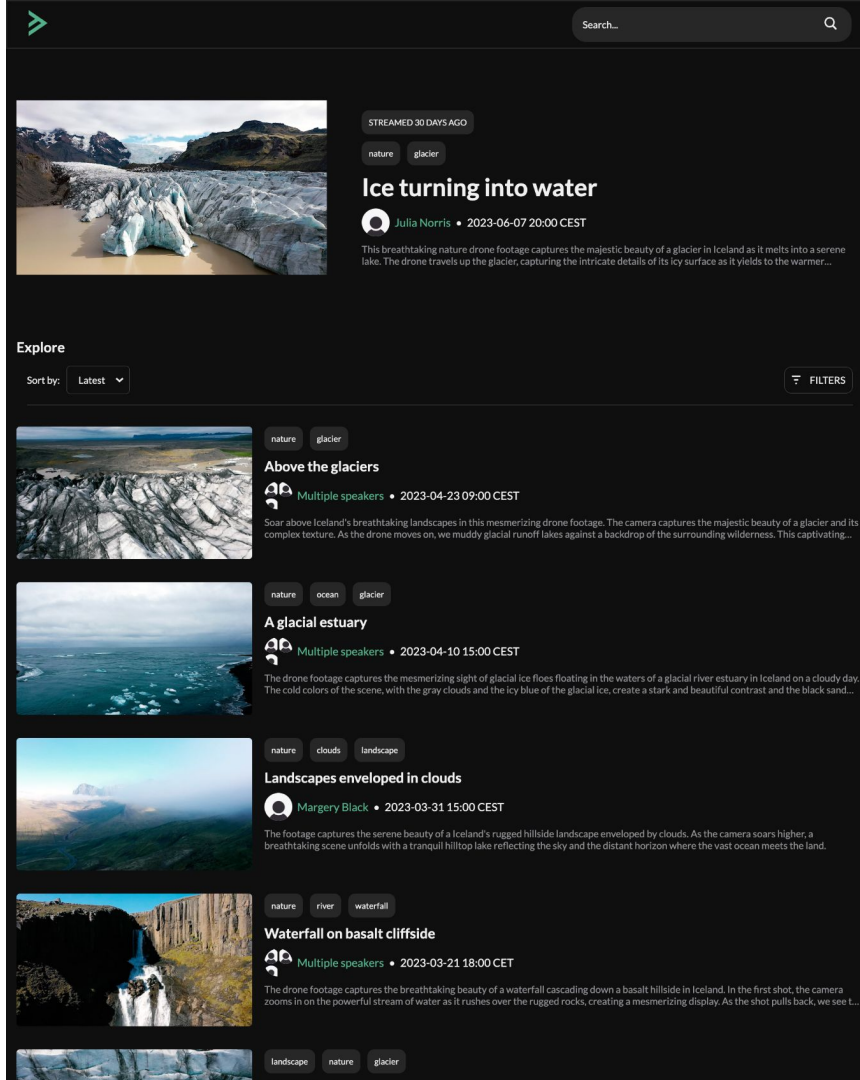 Search...
STREAMED 30 DAYS AGO
nature glacier
Ice turning into water
Julia Norris • 2023-06-07 20:00 CEST
This breathtaking nature drone footage captures the majestic beauty of a glacier in Iceland as it melts into a serene
lake. The drone travels up the glacier, capturing the intricate details of its icy surface as it yields to the warmer...
Explore
Sort by: Latest FILTERS
nature glacier
Above the glaciers
Multiple speakers • 2023-04-23 09:00 CEST
Soar above Iceland's breathtaking landscapes in this mesmerizing drone footage. The camera captures the majestic beauty of a glacier and its
complex texture. As the drone moves on, we muddy glacial runoff lakes against a backdrop of the surrounding wilderness. This captivating...
nature ocean glacier
A glacial estuary
Multiple speakers • 2023-04-10 15:00 CEST
The drone footage captures the mesmerizing sight of glacial ice floes floating in the waters of a glacial river estuary in Iceland on a cloudy day.
The cold colors of the scene, with the gray clouds and the icy blue of the glacial ice, create a stark and beautiful contrast and the black sand...
nature clouds landscape
Landscapes enveloped in clouds
Margery Black • 2023-03-31 15:00 CEST
The footage captures the serene beauty of a Iceland's rugged hillside landscape enveloped by clouds. As the camera soars higher, a
breathtaking scene unfolds with a tranquil hilltop lake reflecting the sky and the distant horizon where the vast ocean meets the land.
nature river waterfall
Waterfall on basalt cliffside
Multiple speakers • 2023-03-21 18:00 CET
The drone footage captures the breathtaking beauty of a waterfall cascading down a basalt hillside in Iceland. In the first shot, the camera
zooms in on the powerful stream of water as it rushes over the rugged rocks, creating a mesmerizing display. As the shot pulls back, we see t...
landscape nature glacier